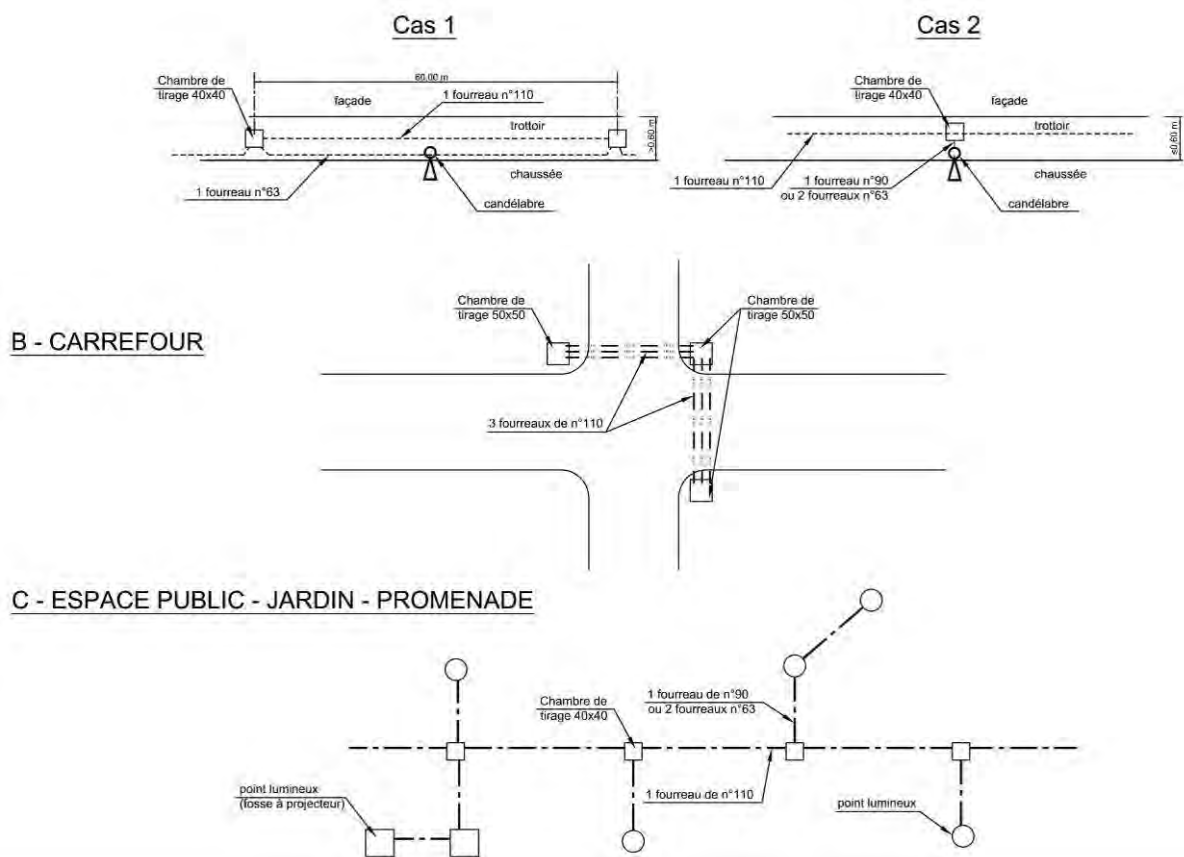 Cas 1
Cas 2
Chambre de
tirage 40x40
60.00 m
façade
1 fourreau n°110
trottoir
>0.60 m
1 fourreau n°63
chaussée
candélabre
Chambre de
tirage 40x40
façade
trottoir
≤0.60 m
1 fourreau n°110
1 fourreau n°90
ou 2 fourreaux n°63
chaussée
candélabre
B - CARREFOUR
Chambre de
tirage 50x50
Chambre de
tirage 50x50
3 fourreaux de n°110
C - ESPACE PUBLIC - JARDIN - PROMENADE
Chambre de
tirage 40x40
1 fourreau de n°90
ou 2 fourreaux n°63
point lumineux
(fosse à projecteur)
1 fourreau de n°110
point lumineux